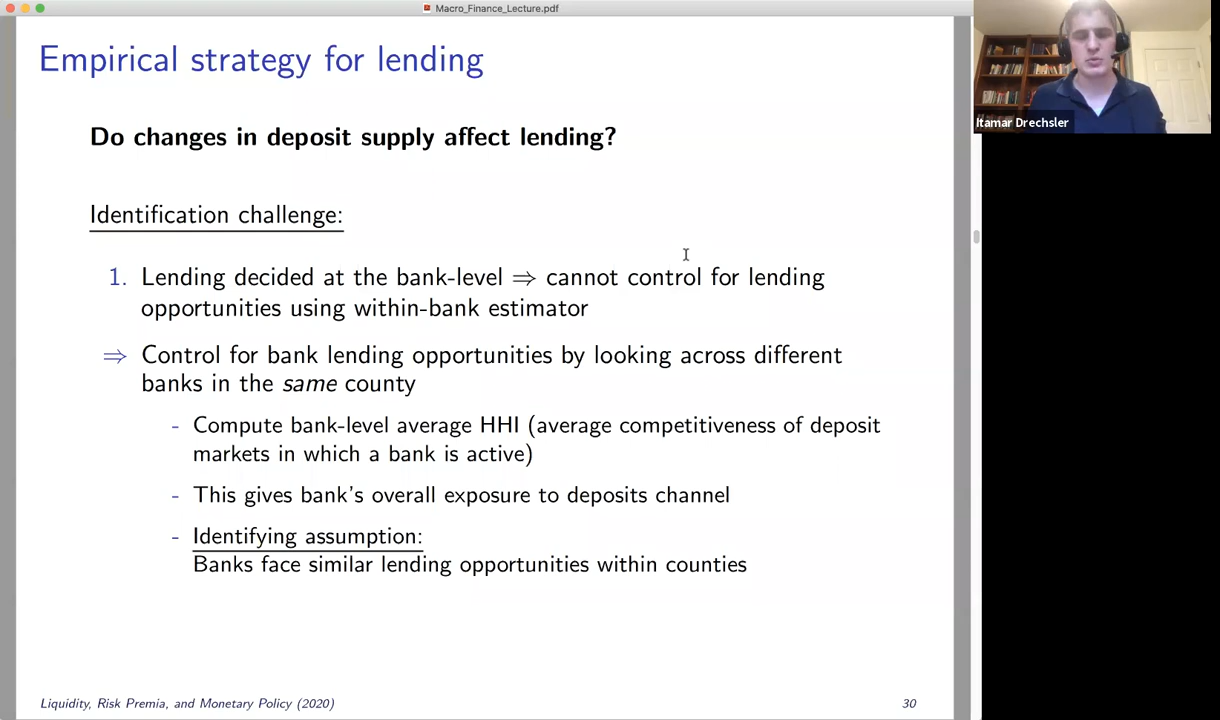 Macro_Finance_Lecture.pdf
Empirical strategy for lending
Do changes in deposit supply affect lending?
Identification challenge:
1. Lending decided at the bank-level ⇒ cannot control for lending
opportunities using within-bank estimator
⇒ Control for bank lending opportunities by looking across different
banks in the same county
- Compute bank-level average HHI (average competitiveness of deposit
markets in which a bank is active)
- This gives bank's overall exposure to deposits channel
- Identifying assumption:
Banks face similar lending opportunities within counties
Liquidity, Risk Premia, and Monetary Policy (2020)
30
Itamar Drechsler